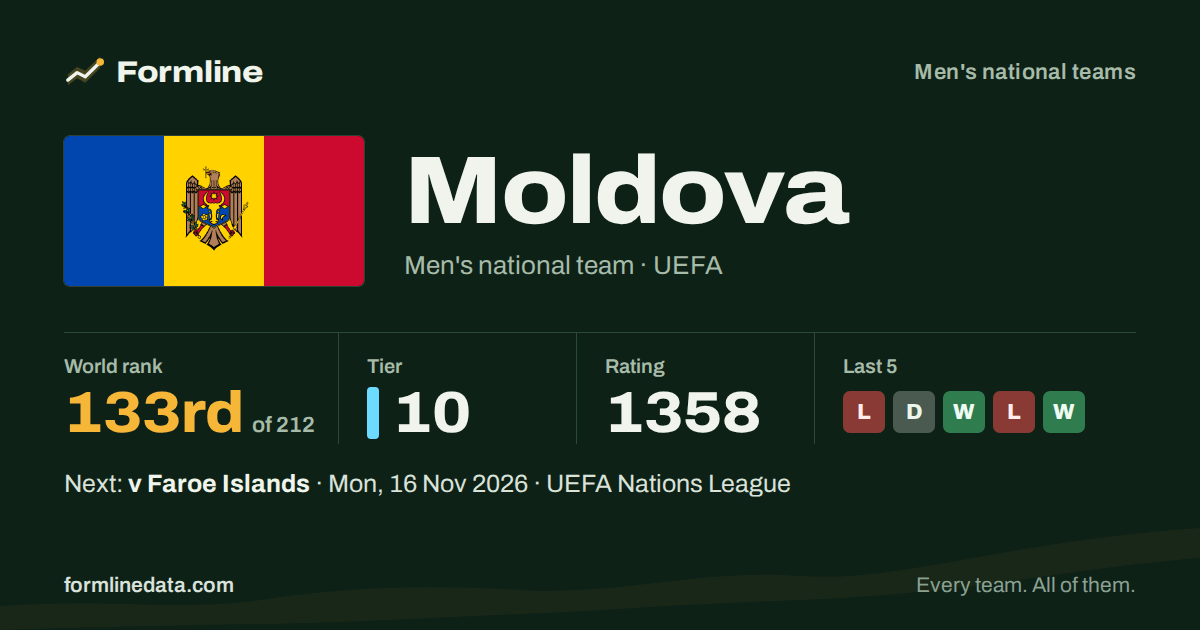 Formline
Men's national teams
Moldova
Men's national team · UEFA
World rank
133rd of 212
Tier
10
Rating
1358
Last 5
L D W L W
Next: v Faroe Islands · Mon, 16 Nov 2026 · UEFA Nations League
formlinedata.com
Every team. All of them.